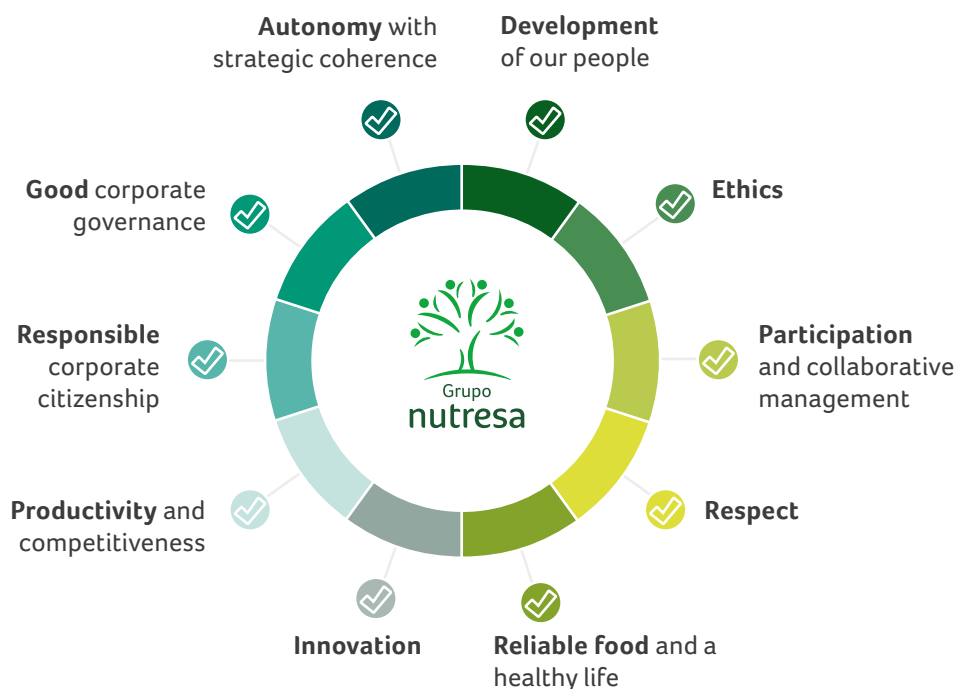 Autonomy with
strategic coherence
Development
of our people
Good corporate
governance
Ethics
Responsible
corporate
citizenship
Grupo
nutresa
Participation
and collaborative
management
Productivity and
competitiveness
Respect
Innovation
Reliable food and a
healthy life